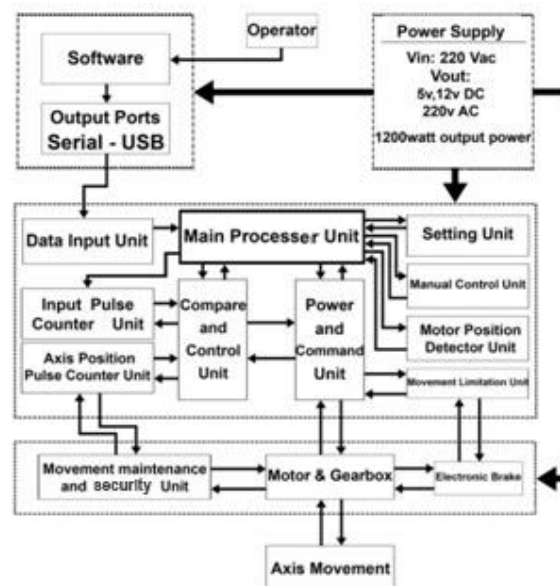 Operator
Software
Output Ports
Serial - USB
Power Supply
Vin: 220 Vac
Vout:
5v,12v DC
220v AC
1200watt output power
Data Input Unit
Main Processer Unit
Setting Unit
Manual Control Unit
Input Pulse
Counter Unit
Compare
and
Control
Unit
Power
and
Command
Unit
Motor Position
Detector Unit
Axis Position
Pulse Counter Unit
Movement Limitation Unit
Movement maintenance
and security Unit
Motor & Gearbox
Electronic Brake
Axis Movement